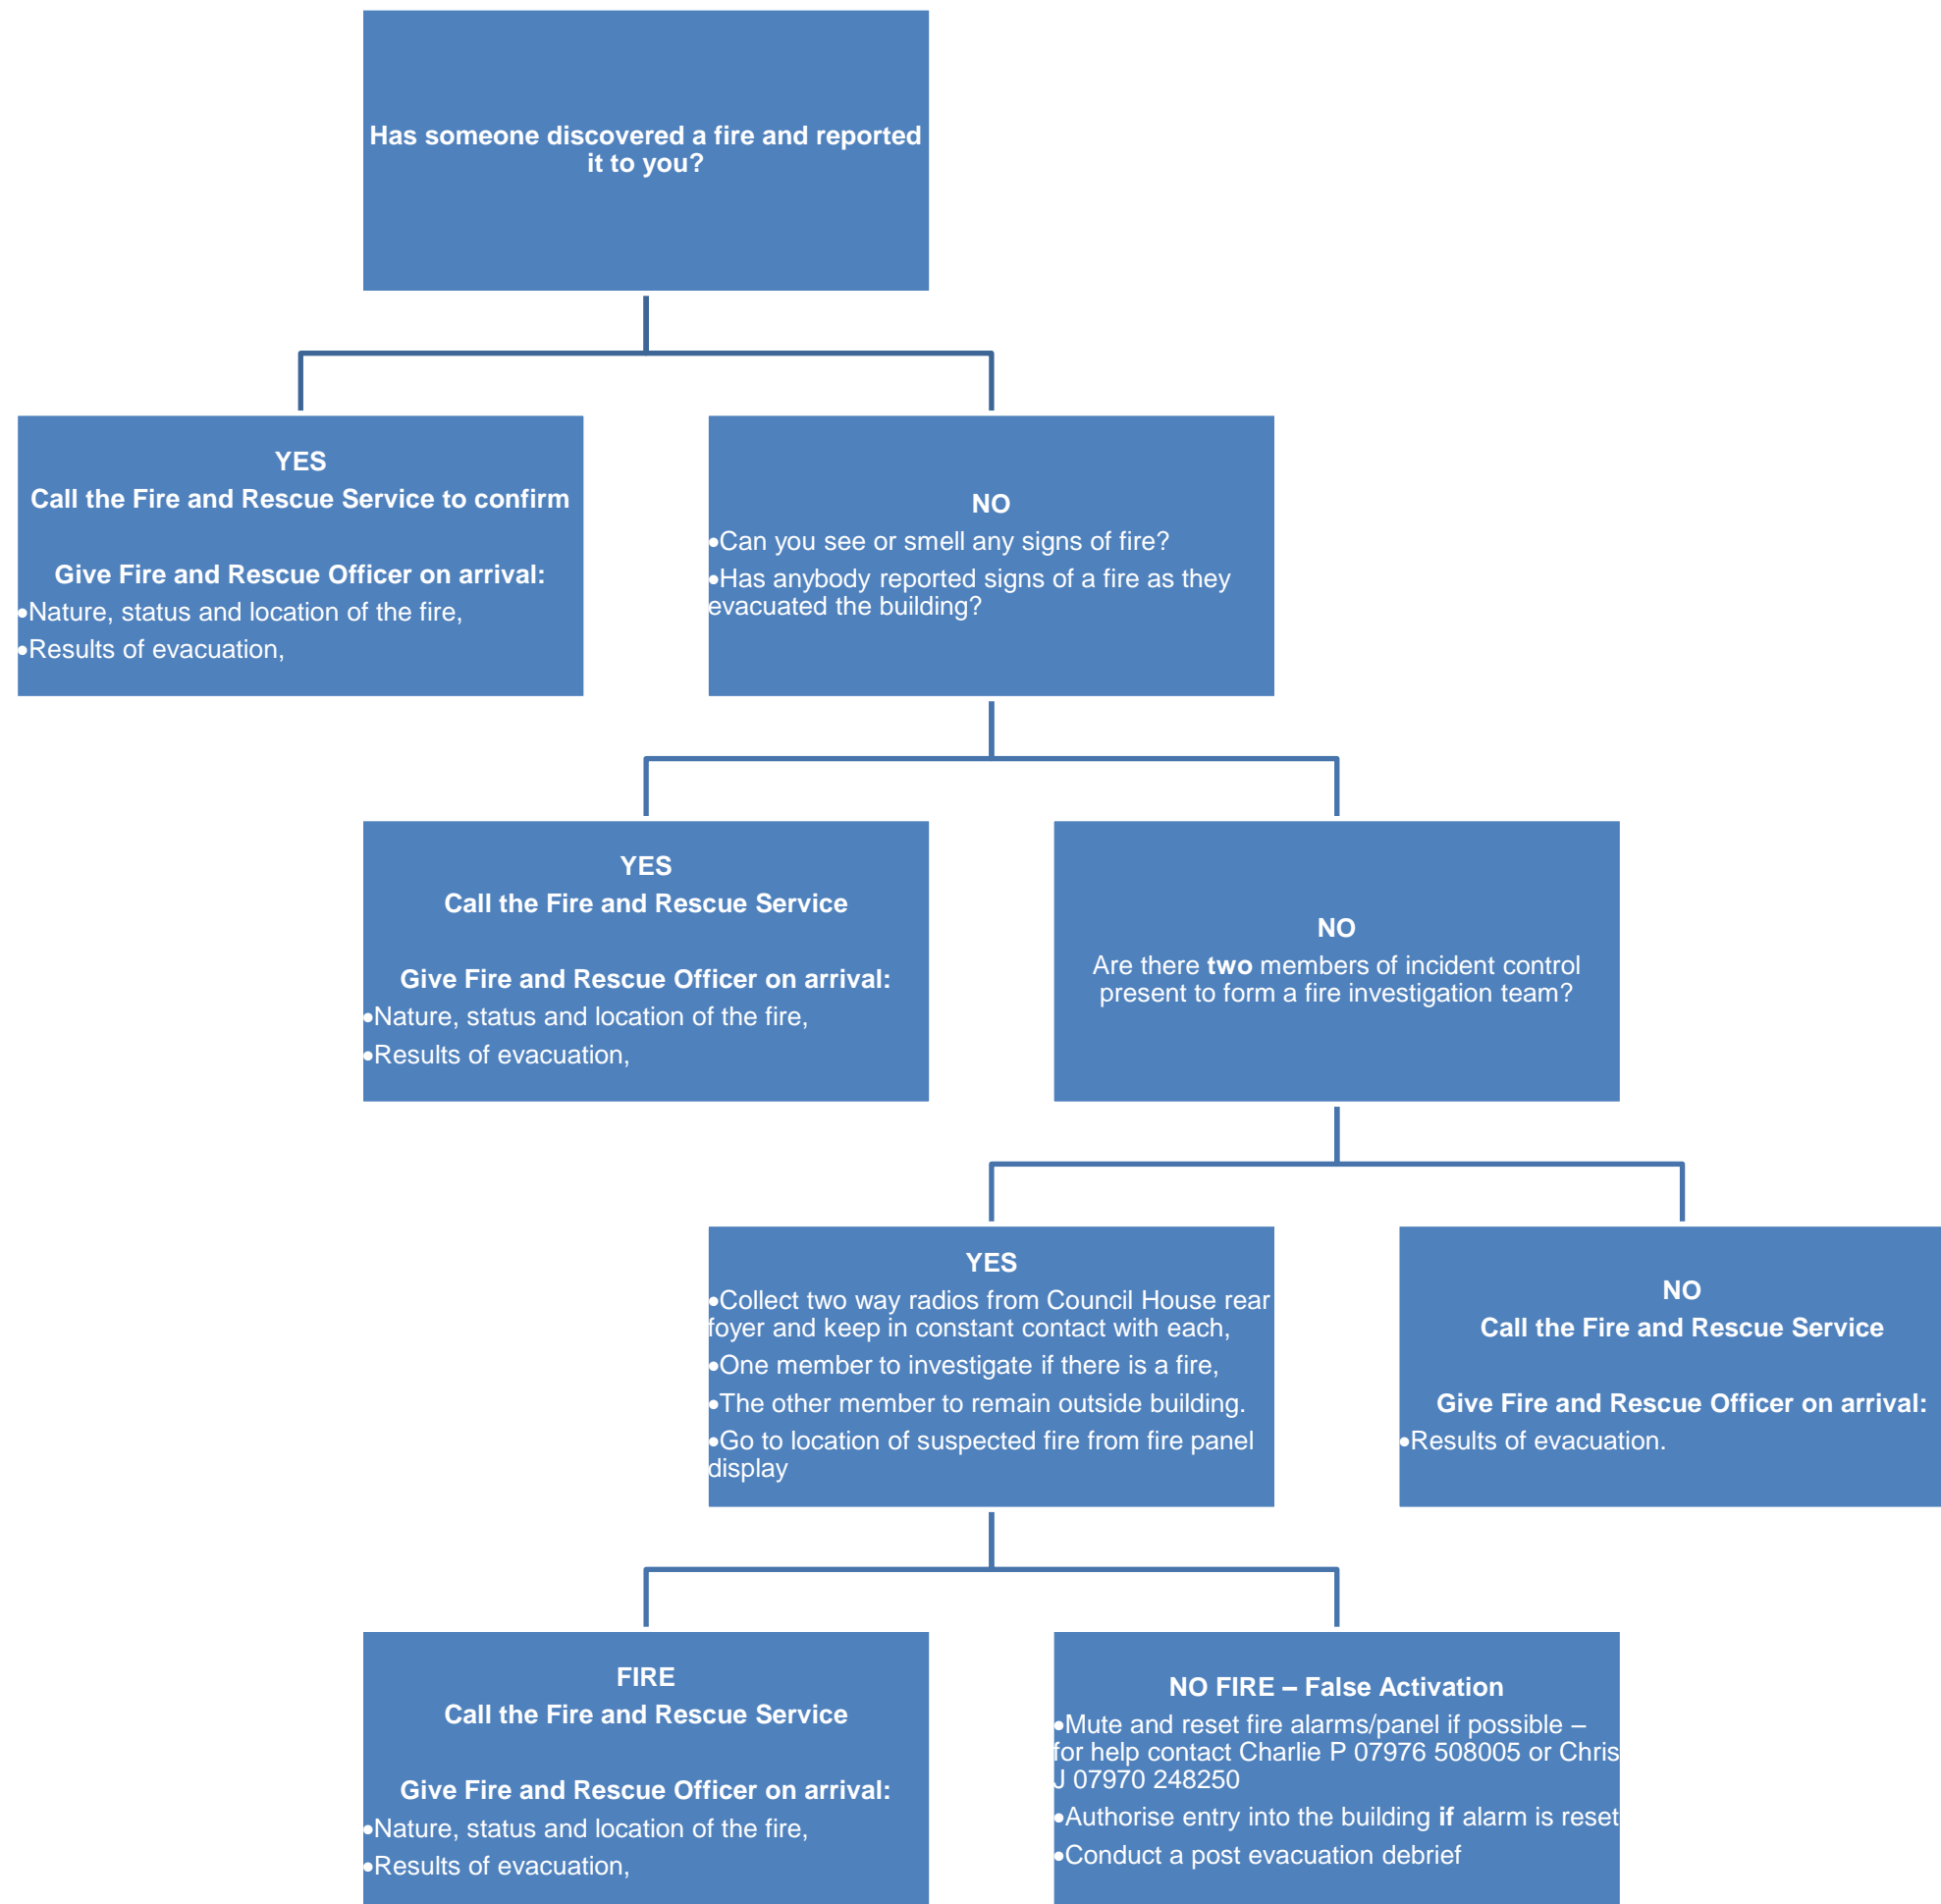 Has someone discovered a fire and reported
it to you?
YES
Call the Fire and Rescue Service to confirm
Give Fire and Rescue Officer on arrival:
•Nature, status and location of the fire,
•Results of evacuation,
NO
•Can you see or smell any signs of fire?
•Has anybody reported signs of a fire as they
evacuated the building?
YES
Call the Fire and Rescue Service
Give Fire and Rescue Officer on arrival:
•Nature, status and location of the fire,
•Results of evacuation,
NO
Are there two members of incident control
present to form a fire investigation team?
YES
•Collect two way radios from Council House rear
foyer and keep in constant contact with each,
•One member to investigate if there is a fire,
•The other member to remain outside building.
•Go to location of suspected fire from fire panel
display
NO
Call the Fire and Rescue Service
Give Fire and Rescue Officer on arrival:
•Results of evacuation.
FIRE
Call the Fire and Rescue Service
Give Fire and Rescue Officer on arrival:
•Nature, status and location of the fire,
•Results of evacuation,
NO FIRE – False Activation
•Mute and reset fire alarms/panel if possible –
for help contact Charlie P 07976 508005 or Chris
J 07970 248250
•Authorise entry into the building if alarm is reset
•Conduct a post evacuation debrief